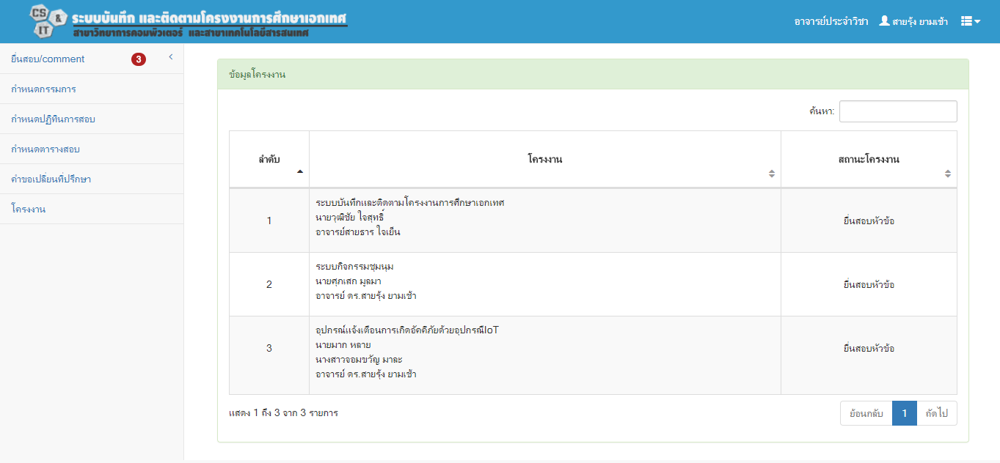 CS & IT
ระบบบันทึก และติดตามโครงงานการศึกษาเอกเทศ
สาขาวิทยาการคอมพิวเตอร์ และสาขาเทคโนโลยีสารสนเทศ
อาจารย์ประจำวิชา สายรุ้ง ยามเช้า
ยื่นสอบ/comment 3
กำหนดกรรมการ
กำหนดปฏิทินการสอบ
กำหนดตารางสอบ
คำขอเปลี่ยนที่ปรึกษา
โครงงาน
ข้อมูลโครงงาน
ค้นหา:
ลำดับ โครงงาน สถานะโครงงาน
ระบบบันทึกและติดตามโครงงานการศึกษาเอกเทศ
นายวุฒิชัย ใจสุทธิ์
1 ยื่นสอบหัวข้อ
อาจารย์สายธาร ใจเย็น
ระบบกิจกรรมชุมนุม
นายศุภเสก มูลมา
2 ยื่นสอบหัวข้อ
อาจารย์ ดร.สายรุ้ง ยามเช้า
อุปกรณ์แจ้งเตือนการเกิดอัคคีภัยด้วยอุปกรณ์IoT
นายมาก หลาย
3 ยื่นสอบหัวข้อ
นางสาวจอมขวัญ มาละ
อาจารย์ ดร.สายรุ้ง ยามเช้า
แสดง 1 ถึง 3 จาก 3 รายการ
ย้อนกลับ 1 ถัดไป